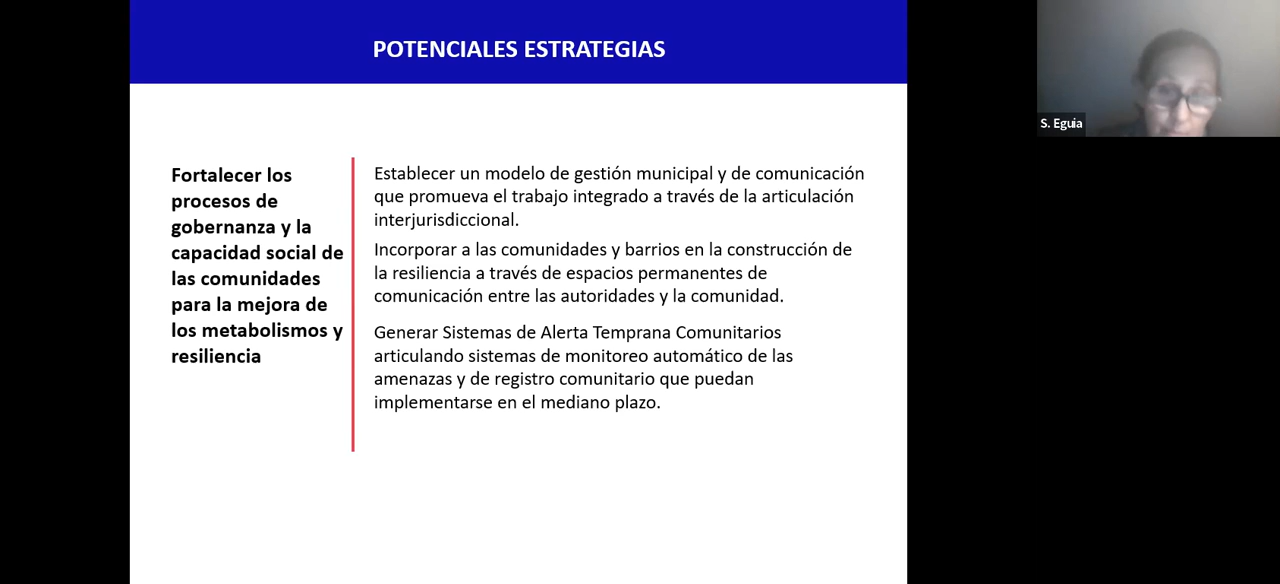 POTENCIALES ESTRATEGIAS
S. Eguia
Fortalecer los
procesos de
gobernanza y la
capacidad social de
las comunidades
para la mejora de
los metabolismos y
resiliencia
Establecer un modelo de gestión municipal y de comunicación
que promueva el trabajo integrado a través de la articulación
interjurisdiccional.
Incorporar a las comunidades y barrios en la construcción de
la resiliencia a través de espacios permanentes de
comunicación entre las autoridades y la comunidad.
Generar Sistemas de Alerta Temprana Comunitarios
articulando sistemas de monitoreo automático de las
amenazas y de registro comunitario que puedan
implementarse en el mediano plazo.